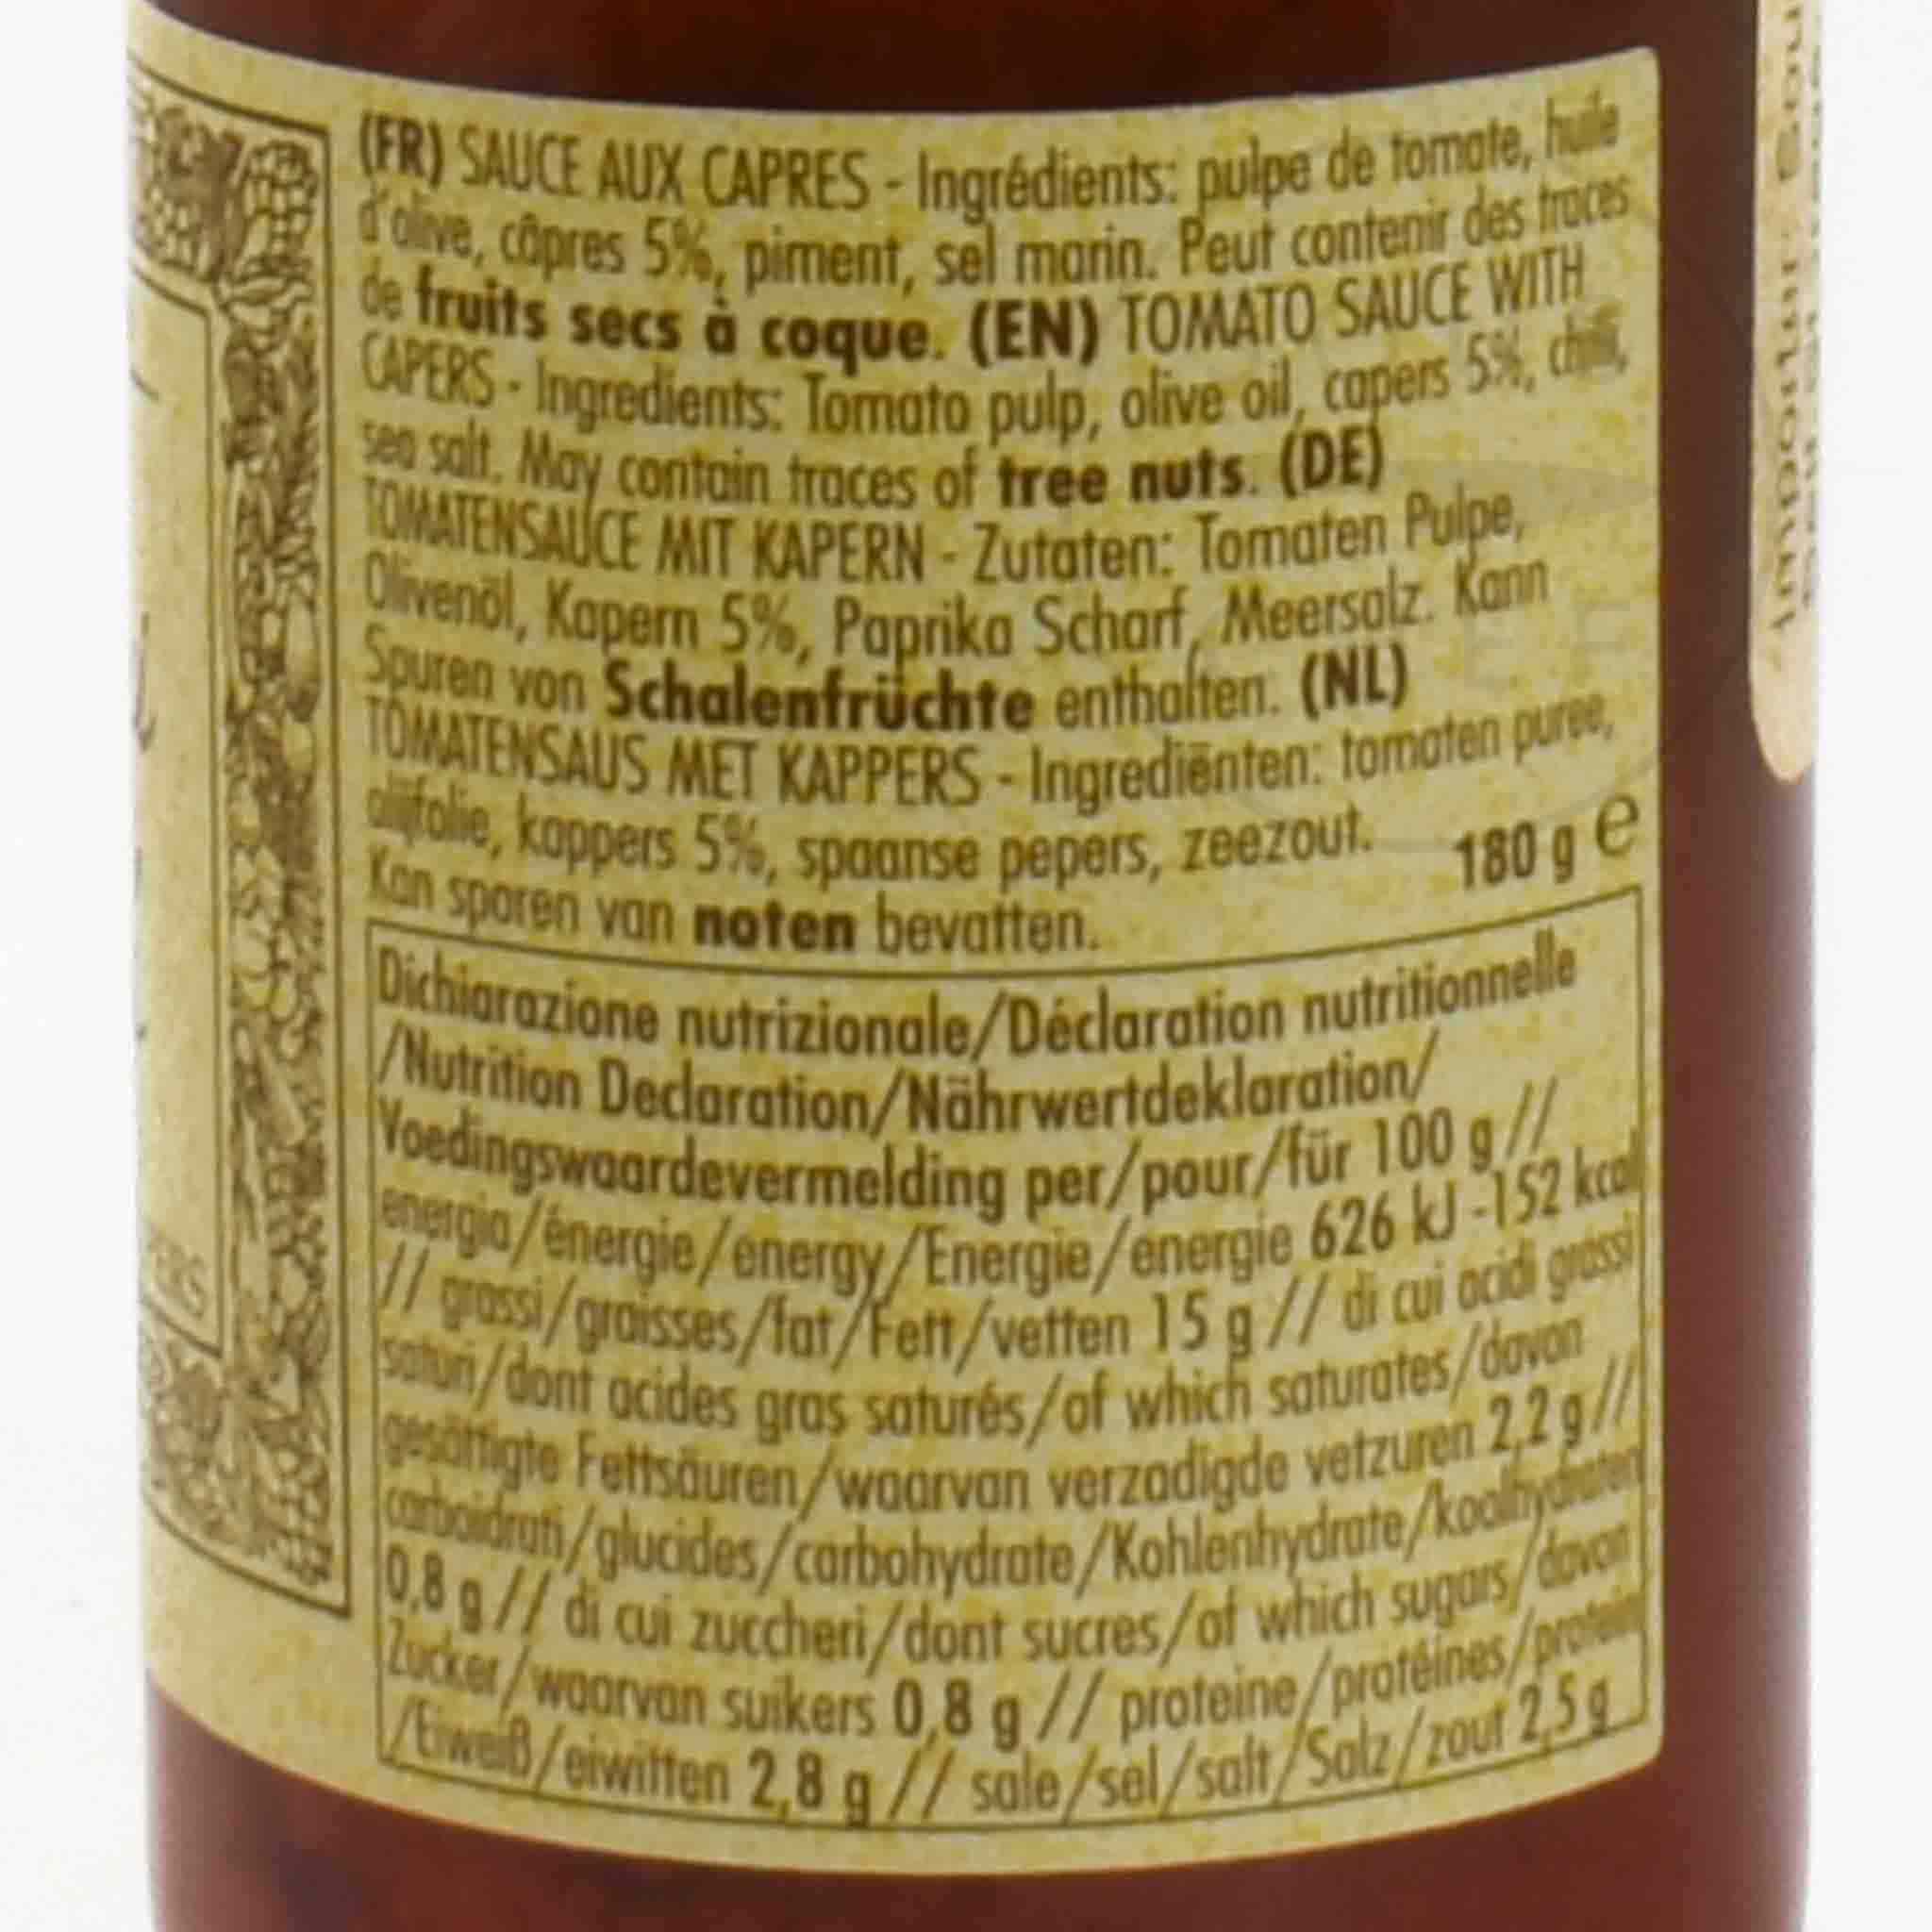 (FR) SAUCE AUX CAPRES - Ingrédients: pulpe de tomate, huile
d'olive, câpres 5%, piment, sel marin. Peut contenir des traces
de fruits secs à coque. (EN) TOMATO SAUCE WITH
CAPERS - Ingredients: Tomato pulp, olive oil, capers 5%, chilli,
sea salt. May contain traces of tree nuts. (DE)
TOMATENSAUCE MIT KAPERN - Zutaten: Tomaten Pulpe,
Olivenöl, Kapern 5%, Paprika Scharf, Meersalz. Kann
Spuren von Schalenfrüchte enthalten. (NL)
TOMATENSAUS MET KAPPERS - Ingrediënten: tomaten puree,
olijfolie, kappers 5%, spaanse pepers, zeezout.
Kan sporen van noten bevatten.
180 g e
Dichiarazione nutrizionale/Déclaration nutritionnelle
/Nutrition Declaration/Nährwertdeklaration/
Voedingswaardevermelding per/pour/für 100 g //
energia/énergie/energy/Energie/energie 626 kJ -152 kcal
// grassi/graisses/fat/Fett/vetten 15 g // di cui acidi grassi
saturi/dont acides gras saturés/of which saturates/davon
gesättigte Fettsäuren/waarvan verzadigde vetzuren 2,2 g //
carboidrati/glucides/carbohydrate/Kohlenhydrate/koolhydraten
0,8 g // di cui zuccheri/dont sucres/of which sugars/davon
Zucker/waarvan suikers 0,8 g // proteine/protéines/protein
/Eiweiß/eiwitten 2,8 g // sale/sel/salt/Salz/zout 2,5 g